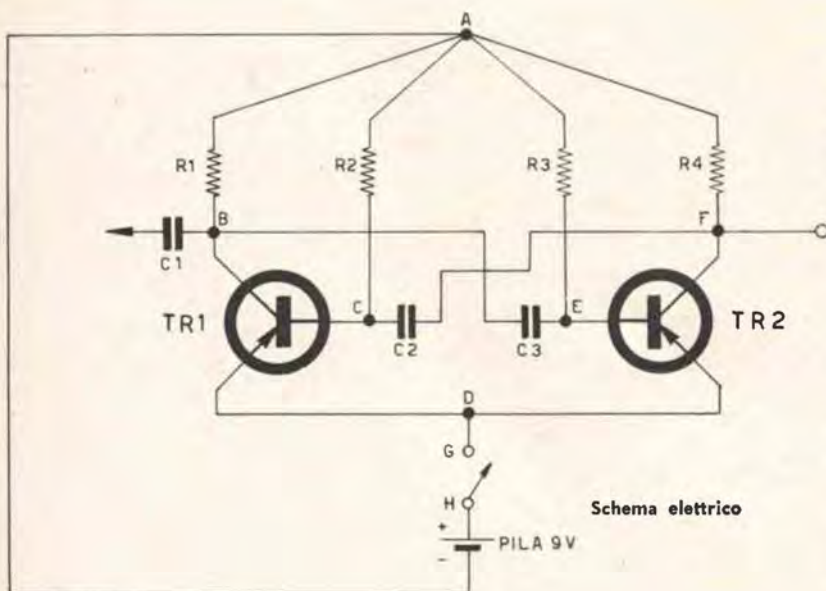 A
R1
R2
R3
R4
B
F
C1
TR1
C
C2
C3
E
TR2
D
G
H
Schema elettrico
+
PILA 9V
-